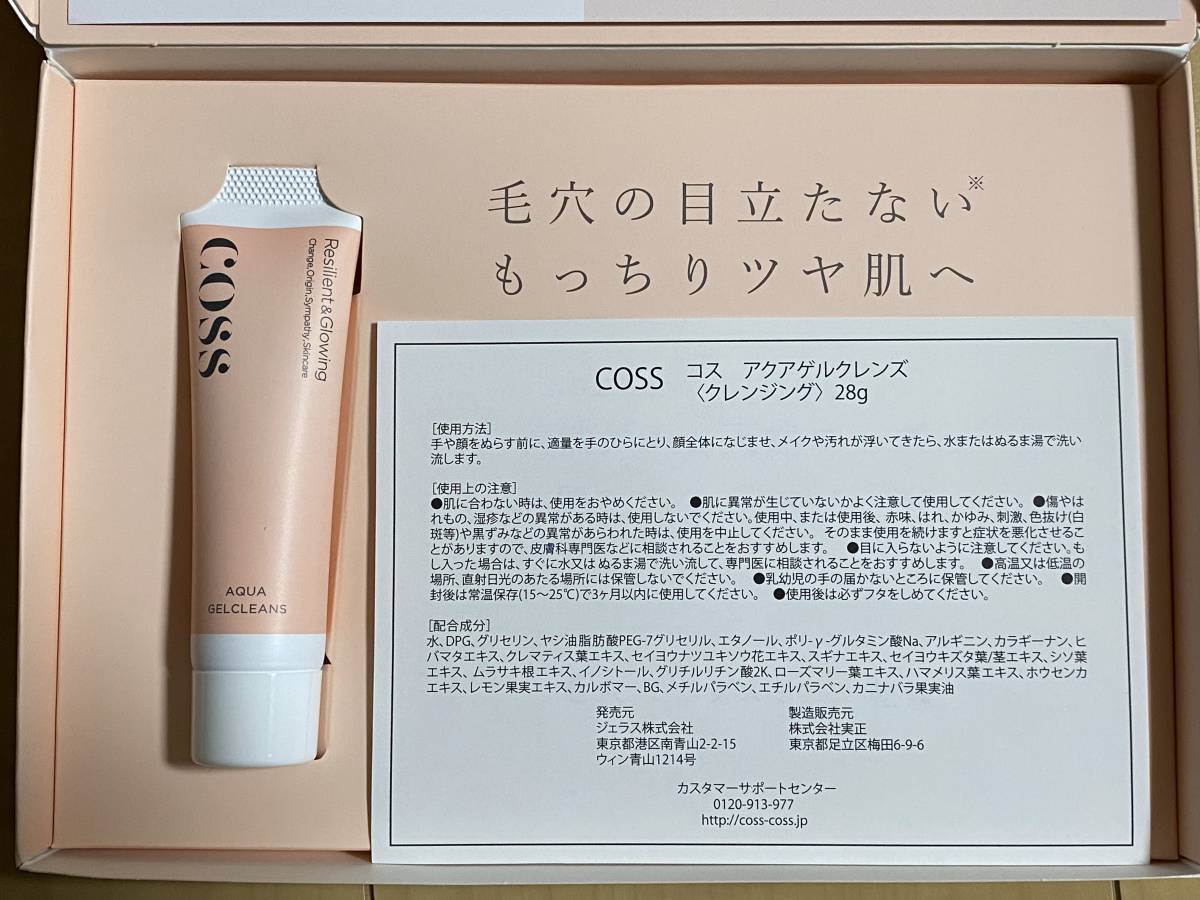 毛穴の目立たない※
もっちりツヤ肌へ
COSS
Resilient&Glowing
Change,Origin,Sympathy,Skincare
AQUA
GELCLEANS
COSS コス アクアゲルクレンズ
〈クレンジング〉28g
[使用方法]
手や顔をぬらす前に、適量を手のひらにとり、顔全体になじませ、メイクや汚れが浮いてきたら、水またはぬるま湯で洗い
流します。
[使用上の注意]
●肌に合わない時は、使用をおやめください。 ●肌に異常が生じていないかよく注意して使用してください。 ●傷やは
れもの、湿疹などの異常がある時は、使用しないでください。使用中、または使用後、赤味、はれ、かゆみ、刺激、色抜け(白
斑等)や黒ずみなどの異常があらわれた時は、使用を中止してください。 そのまま使用を続けますと症状を悪化させるこ
とがありますので、皮膚科専門医などに相談されることをおすすめします。 ●目に入らないように注意してください。も
し入った場合は、すぐに水又はぬるま湯で洗い流して、専門医に相談されることをおすすめします。 ●高温又は低温の
場所、直射日光のあたる場所には保管しないでください。 ●乳幼児の手の届かないところに保管してください。 ●開
封後は常温保存(15〜25℃)で3ヶ月以内に使用してください。 ●使用後は必ずフタをしめてください。
[配合成分]
水、DPG、グリセリン、ヤシ油脂肪酸PEG-7グリセリル、エタノール、ポリ-γ-グルタミン酸Na、アルギニン、カラギーナン、ヒ
バマタエキス、クレマティス葉エキス、セイヨウナツユキソウ花エキス、スギナエキス、セイヨウキズタ葉/茎エキス、シソ葉
エキス、ムラサキ根エキス、イノシトール、グリチルリチン酸2K、ローズマリー葉エキス、ハマメリス葉エキス、ホウセンカ
エキス、レモン果実エキス、カルボマー、BG、メチルパラベン、エチルパラベン、カニナバラ果実油
発売元
ジェラス株式会社
東京都港区南青山2-2-15
ウィン青山1214号
製造販売元
株式会社実正
東京都足立区梅田6-9-6
カスタマーサポートセンター
0120-913-977
http://coss-coss.jp